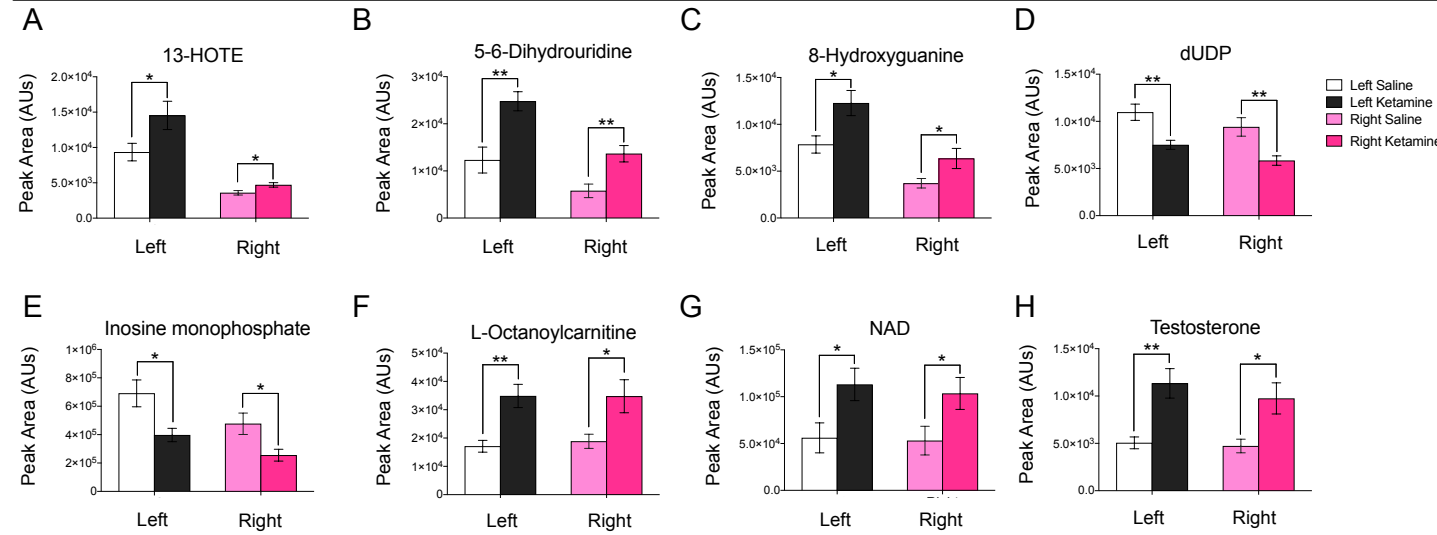 A
13-HOTE
Peak Area (AUs)
2.0×10⁴
1.5×10⁴
1.0×10⁴
5.0×10³
0.0
*
*
Left
Right
B
5-6-Dihydrouridine
Peak Area (AUs)
3×10⁴
2×10⁴
1×10⁴
0
**
**
Left
Right
C
8-Hydroxyguanine
Peak Area (AUs)
1.5×10⁴
1.0×10⁴
5.0×10³
0.0
*
*
Left
Right
D
dUDP
Peak Area (AUs)
1.5×10⁴
1.0×10⁴
5.0×10³
0.0
**
**
Left
Right
Left Saline
Left Ketamine
Right Saline
Right Ketamine
E
Inosine monophosphate
Peak Area (AUs)
1×10⁶
8×10⁵
6×10⁵
4×10⁵
2×10⁵
0
*
*
Left
Right
F
L-Octanoylcarnitine
Peak Area (AUs)
5×10⁴
4×10⁴
3×10⁴
2×10⁴
1×10⁴
0
**
*
Left
Right
G
NAD
Peak Area (AUs)
1.5×10⁵
1.0×10⁵
5.0×10⁴
0.0
*
*
Left
Right
H
Testosterone
Peak Area (AUs)
1.5×10⁴
1.0×10⁴
5.0×10³
0.0
**
*
Left
Right